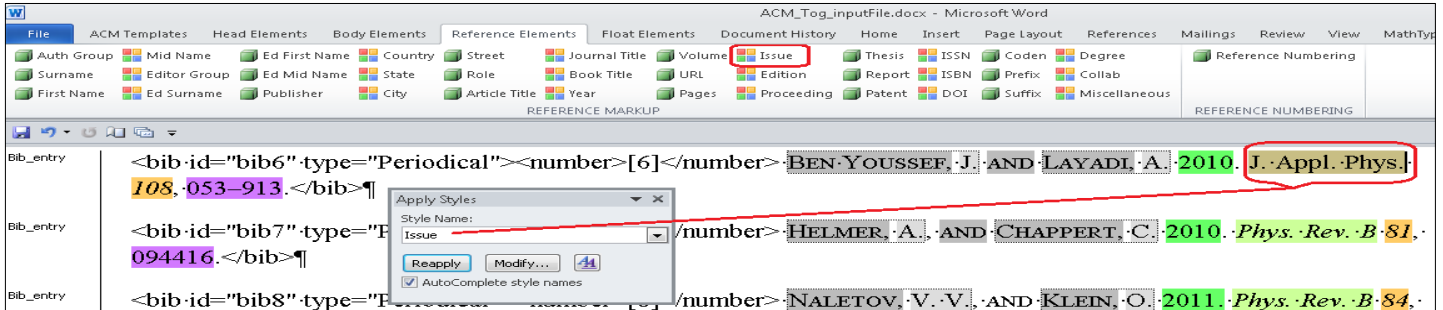 W ACM_Tog_inputFile.docx - Microsoft Word
File ACM Templates Head Elements Body Elements Reference Elements Float Elements Document History Home Insert Page Layout References Mailings Review View MathTyp
Auth Group Mid Name Ed First Name Country Street Journal Title Volume Issue Thesis ISSN Coden Degree Reference Numbering
Surname Editor Group Ed Mid Name State Role Book Title URL Edition Report ISBN Prefix Collab
First Name Ed Surname Publisher City Article Title Year Pages Proceeding Patent DOI Suffix Miscellaneous
REFERENCE MARKUP REFERENCE NUMBERING
Bib_entry <bib·id="bib6"·type="Periodical"><number>[6]</number>·BEN·YOUSSEF,·J.·AND·LAYADI,·A.·2010.·J.·Appl.·Phys.·
108,·053–913.</bib>¶
Apply Styles
Style Name:
Issue
Reapply Modify...
AutoComplete style names
Bib_entry <bib·id="bib7"·type="P /number>·HELMER,·A.,·AND·CHAPPERT,·C.·2010.·Phys.·Rev.·B·81,·
094416.</bib>¶
Bib_entry <bib·id="bib8"·type="P /number>·NALETOV,·V.·V.,·AND·KLEIN,·O.·2011.·Phys.·Rev.·B·84,·